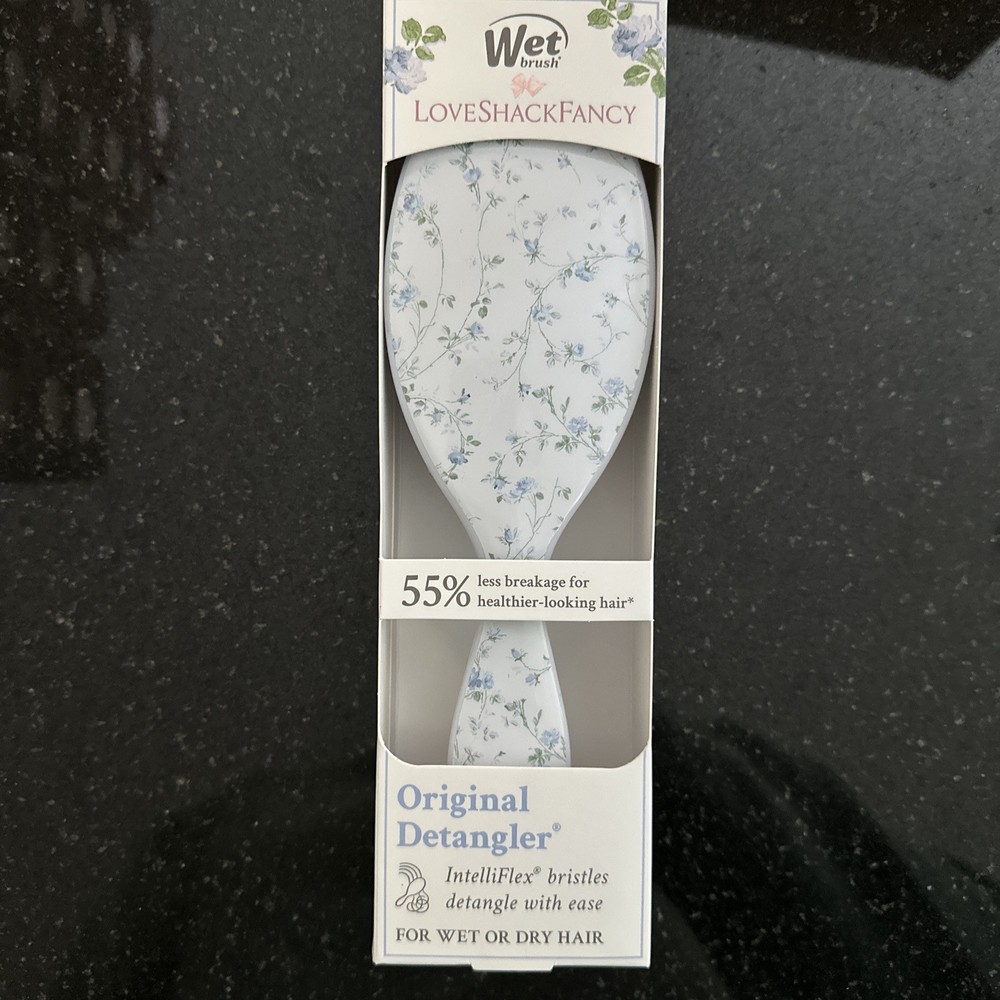 Wet
brush®
LOVESHACKFANCY
55% less breakage for
healthier-looking hair*
Original
Detangler®
IntelliFlex® bristles
detangle with ease
FOR WET OR DRY HAIR